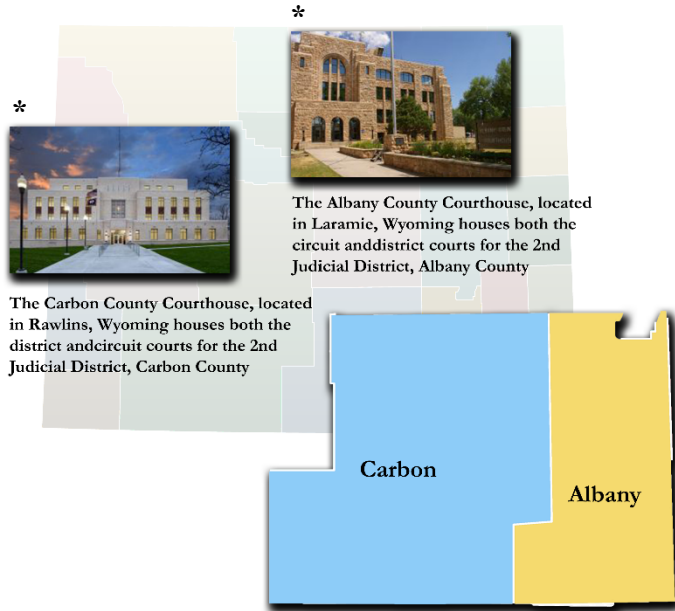 *
The Albany County Courthouse, located
in Laramie, Wyoming houses both the
circuit anddistrict courts for the 2nd
Judicial District, Albany County
*
The Carbon County Courthouse, located
in Rawlins, Wyoming houses both the
district andcircuit courts for the 2nd
Judicial District, Carbon County
Carbon
Albany